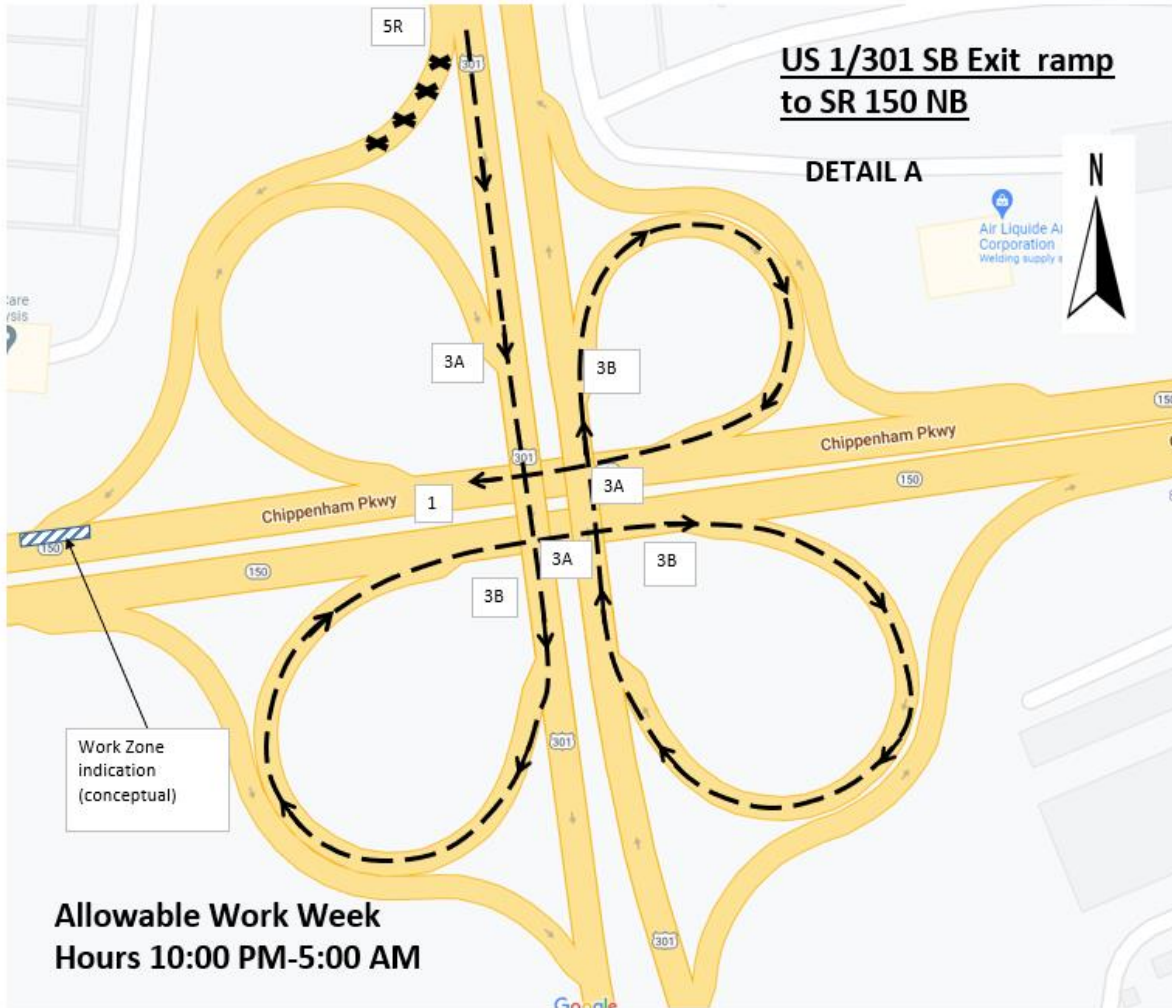 5R
301
US 1/301 SB Exit ramp
to SR 150 NB
DETAIL A
N
Air Liquide A
Corporation
Welding supply
Care
ysis
3A
3B
301
Chippenham Pkwy
150
3A
1
Chippenham Pkwy
150
150
150
3A
3B
3B
301
Work Zone
indication
(conceptual)
Allowable Work Week
Hours 10:00 PM-5:00 AM
301
Google